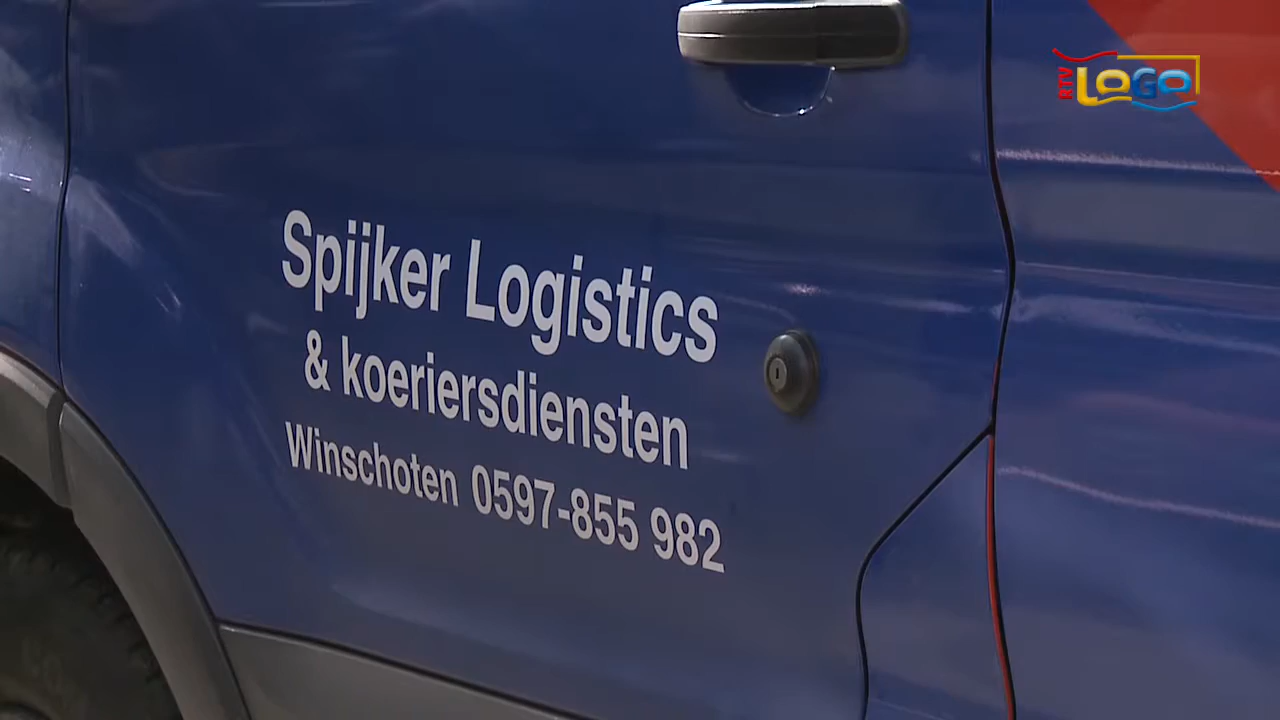 RTV LOGO
Spijker Logistics
& koeriersdiensten
Winschoten 0597-855 982